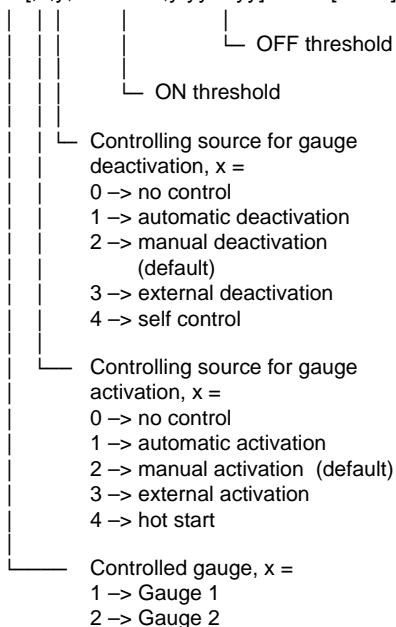 OFF threshold
ON threshold
Controlling source for gauge
deactivation, x =
0 –> no control
1 –> automatic deactivation
2 –> manual deactivation
(default)
3 –> external deactivation
4 –> self control
Controlling source for gauge
activation, x =
0 –> no control
1 –> automatic activation
2 –> manual activation (default)
3 –> external activation
4 –> hot start
Controlled gauge, x =
1 –> Gauge 1
2 –> Gauge 2